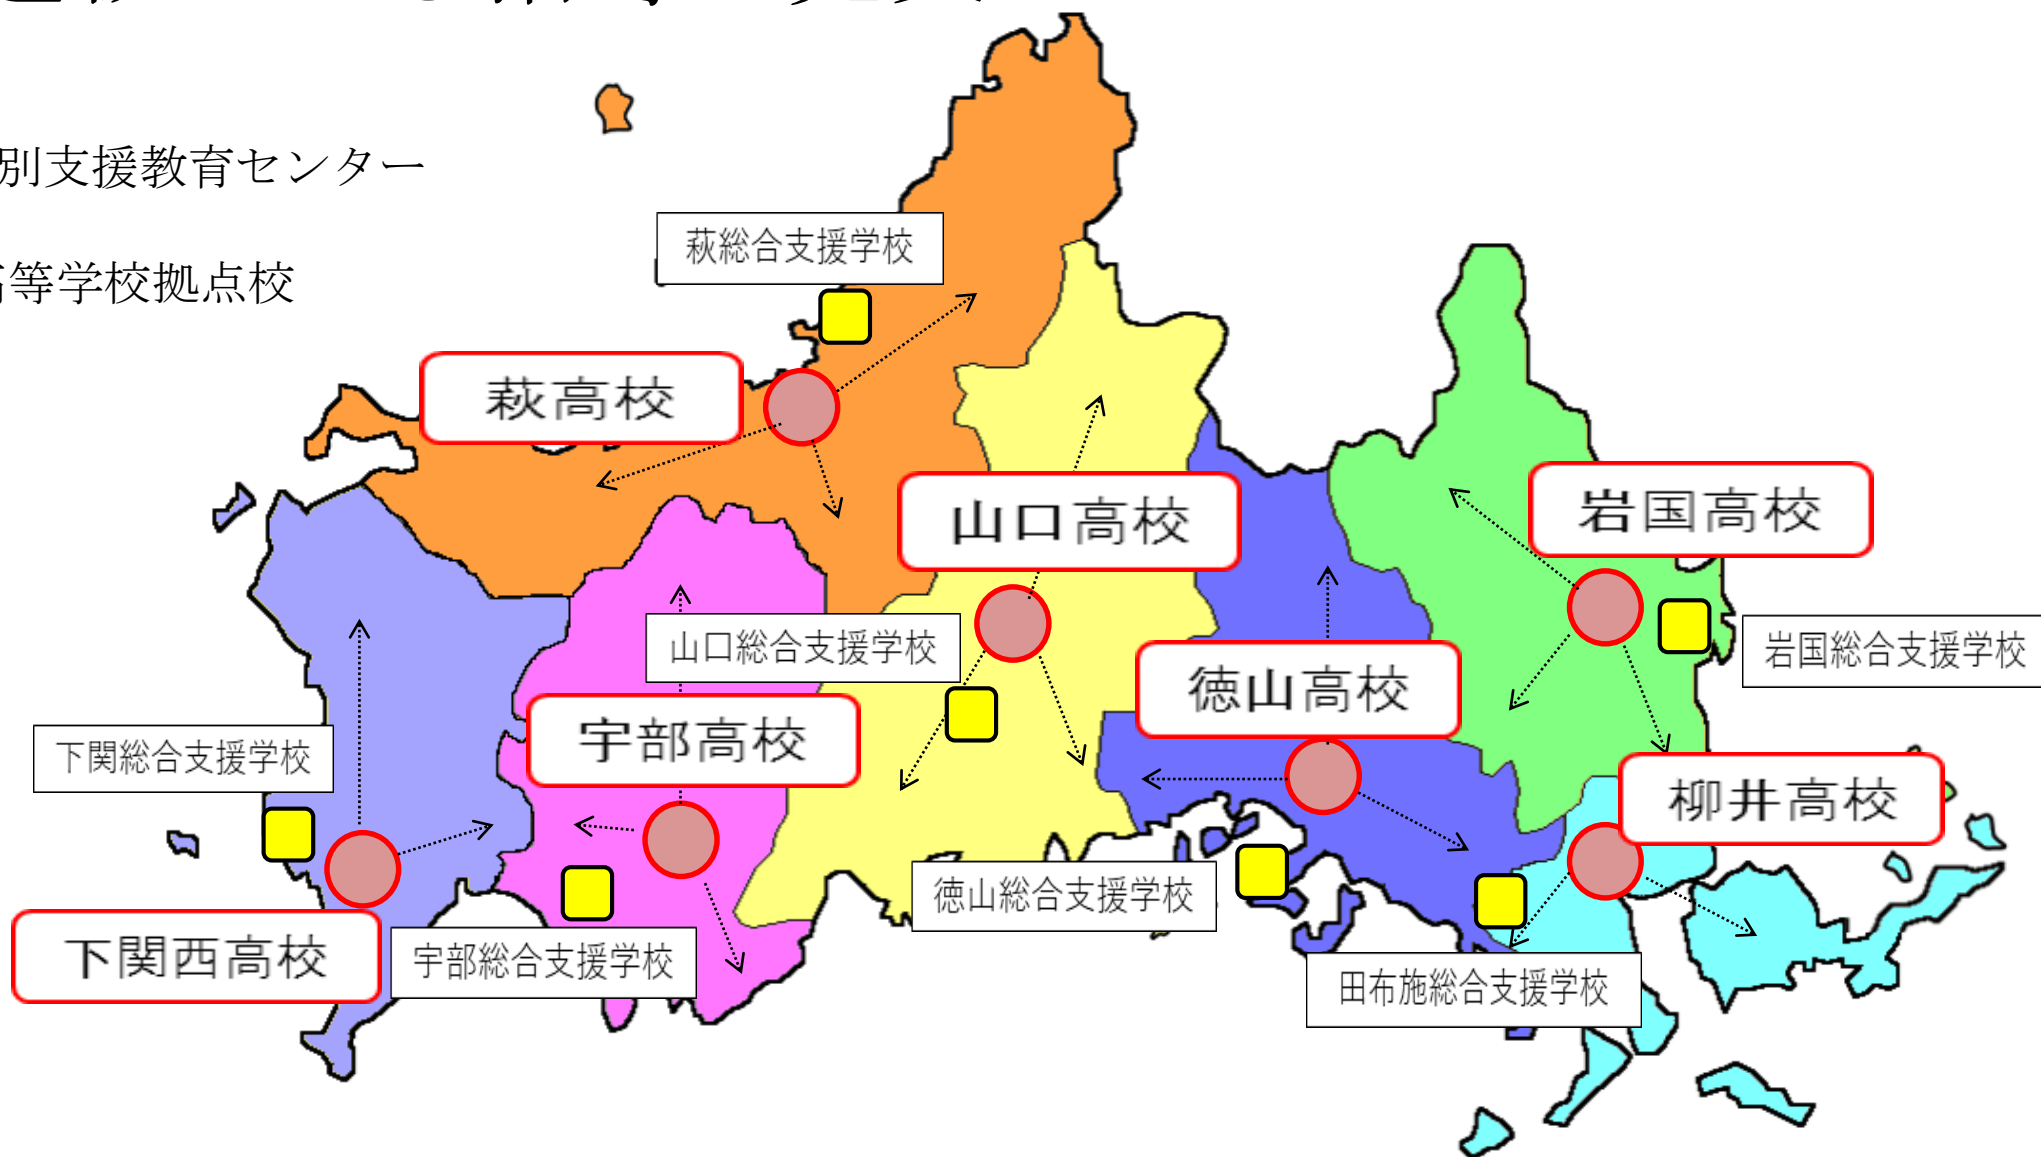 別支援教育センター
等学校拠点校
萩総合支援学校
萩高校
山口高校
岩国高校
山口総合支援学校
岩国総合支援学校
徳山高校
宇部高校
下関総合支援学校
柳井高校
徳山総合支援学校
下関西高校
宇部総合支援学校
田布施総合支援学校